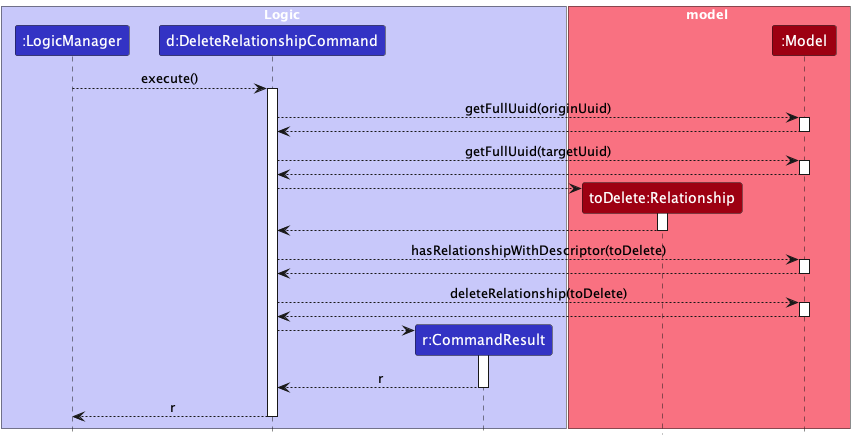 Logic
model
:LogicManager
d:DeleteRelationshipCommand
:Model
execute()
getFullUuid(originUuid)
getFullUuid(targetUuid)
toDelete:Relationship
hasRelationshipWithDescriptor(toDelete)
deleteRelationship(toDelete)
r:CommandResult
r
r